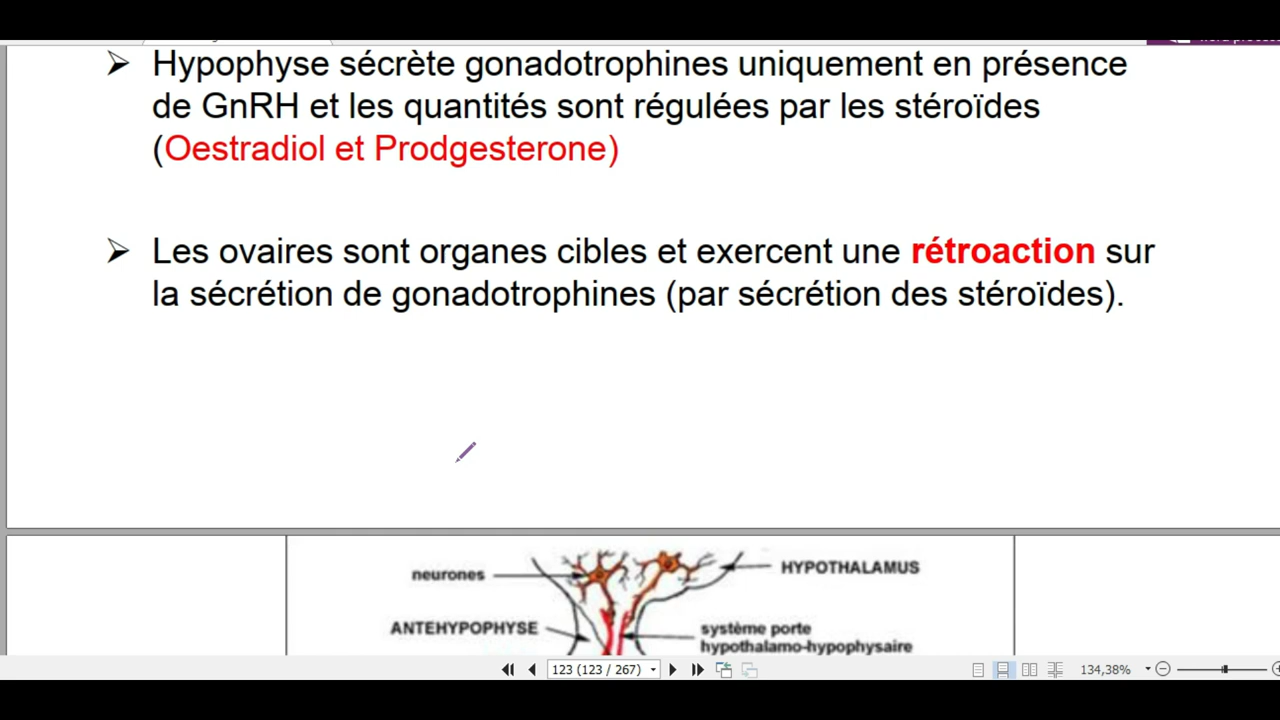 ➢ Hypophyse sécrète gonadotrophines uniquement en présence
de GnRH et les quantités sont régulées par les stéroïdes
(Oestradiol et Prodgesterone)
➢ Les ovaires sont organes cibles et exercent une rétroaction sur
la sécrétion de gonadotrophines (par sécrétion des stéroïdes).
neurones
HYPOTHALAMUS
ANTEHYPOPHYSE
système porte
hypothalamo-hypophysaire
123 (123 / 267)
134,38%